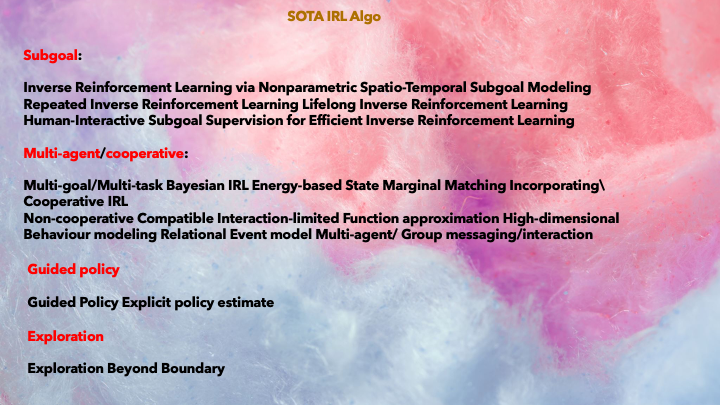 SOTA IRL Algo
Subgoal:
Inverse Reinforcement Learning via Nonparametric Spatio-Temporal Subgoal Modeling
Repeated Inverse Reinforcement Learning Lifelong Inverse Reinforcement Learning
Human-Interactive Subgoal Supervision for Efficient Inverse Reinforcement Learning
Multi-agent/cooperative:
Multi-goal/Multi-task Bayesian IRL Energy-based State Marginal Matching Incorporating\
Cooperative IRL
Non-cooperative Compatible Interaction-limited Function approximation High-dimensional
Behaviour modeling Relational Event model Multi-agent/ Group messaging/interaction
Guided policy
Guided Policy Explicit policy estimate
Exploration
Exploration Beyond Boundary